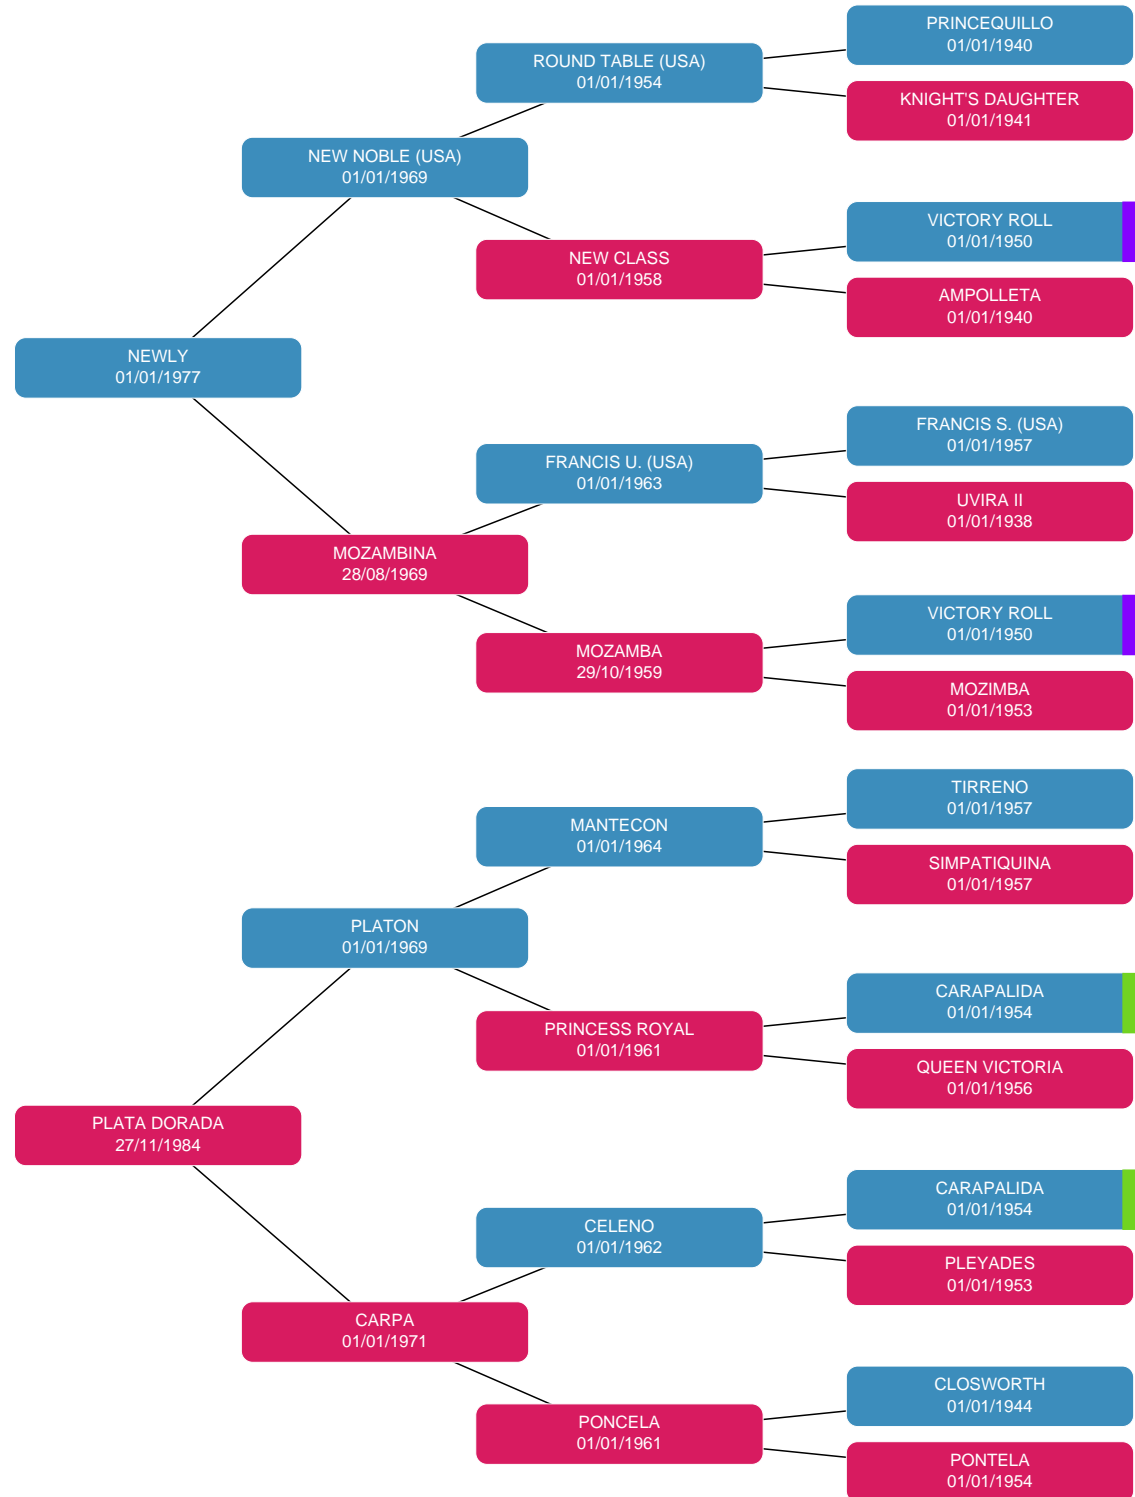 PRINCEQUILLO
01/01/1940
ROUND TABLE (USA)
01/01/1954
KNIGHT'S DAUGHTER
01/01/1941
NEW NOBLE (USA)
01/01/1969
VICTORY ROLL
01/01/1950
NEW CLASS
01/01/1958
AMPOLLETA
01/01/1940
NEWLY
01/01/1977
FRANCIS S. (USA)
01/01/1957
FRANCIS U. (USA)
01/01/1963
UVIRA II
01/01/1938
MOZAMBINA
28/08/1969
VICTORY ROLL
01/01/1950
MOZAMBA
29/10/1959
MOZIMBA
01/01/1953
TIRRENO
01/01/1957
MANTECON
01/01/1964
SIMPATIQUINA
01/01/1957
PLATON
01/01/1969
CARAPALIDA
01/01/1954
PRINCESS ROYAL
01/01/1961
QUEEN VICTORIA
01/01/1956
PLATA DORADA
27/11/1984
CARAPALIDA
01/01/1954
CELENO
01/01/1962
PLEYADES
01/01/1953
CARPA
01/01/1971
CLOSWORTH
01/01/1944
PONCELA
01/01/1961
PONTELA
01/01/1954